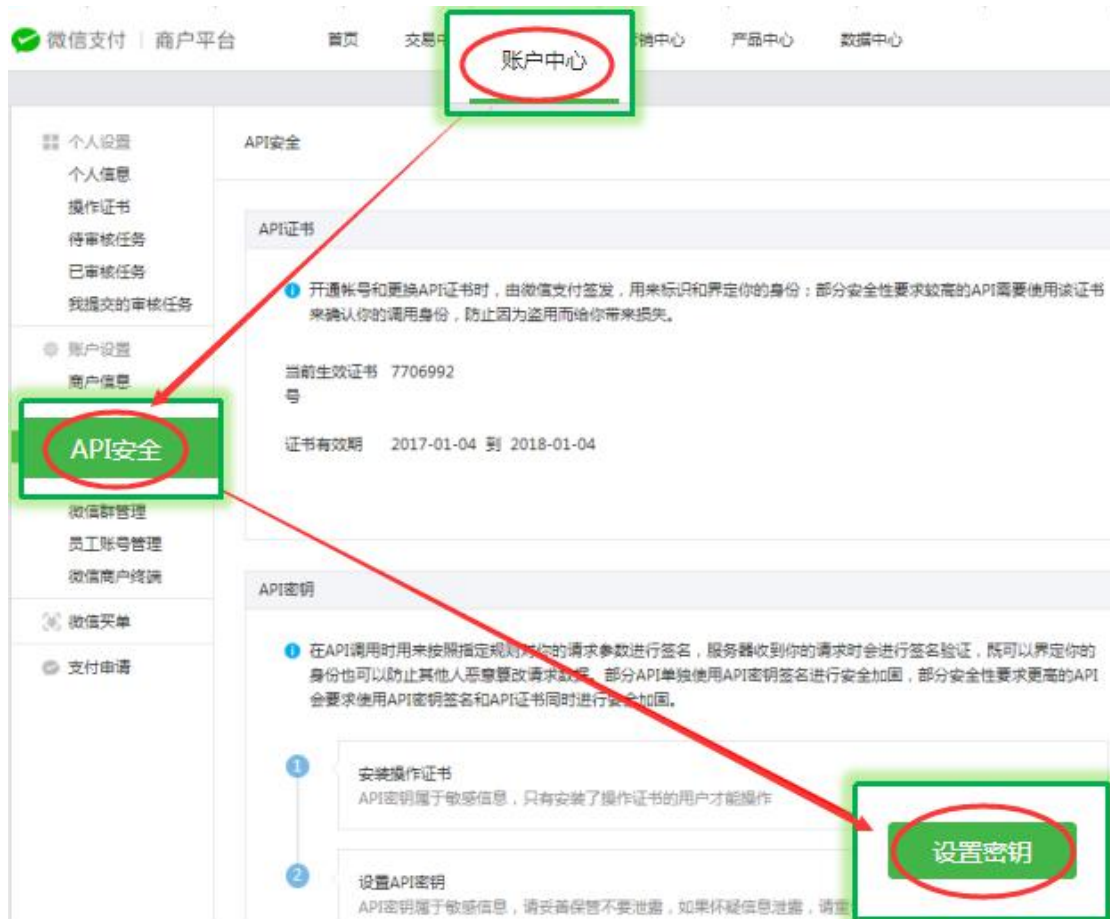 微信支付 | 商户平台 首页 交易中 账户中心 销中心 产品中心 数据中心
个人设置
个人信息
操作证书
待审核任务
已审核任务
我提交的审核任务
账户设置
商户信息
API安全
微信群管理
员工账号管理
微信商户终端
微信买单
支付申请
API安全
API证书
开通帐号和更换API证书时，由微信支付签发，用来标识和界定你的身份；部分安全性要求较高的API需要使用该证书
来确认你的调用身份，防止因为盗用而给你带来损失。
当前生效证书 7706992
号
证书有效期 2017-01-04 到 2018-01-04
API密钥
在API调用时用来按照指定规则对你的请求参数进行签名，服务器收到你的请求时会进行签名验证，既可以界定你的
身份也可以防止其他人恶意篡改请求数据。部分API单独使用API密钥签名进行安全加固，部分安全性要求更高的API
会要求使用API密钥签名和API证书同时进行安全加固。
1
安装操作证书
API密钥属于敏感信息，只有安装了操作证书的用户才能操作
设置密钥
2
设置API密钥
API密钥属于敏感信息，请妥善保管不要泄露，如果怀疑信息泄露，请重